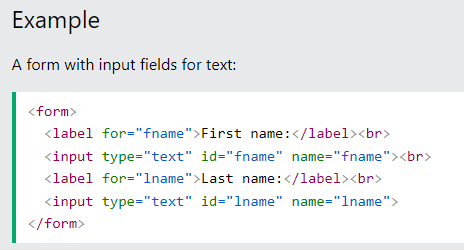 Example
A form with input fields for text:
<form>
<label for="fname">First name:</label><br>
<input type="text" id="fname" name="fname"><br>
<label for="lname">Last name:</label><br>
<input type="text" id="lname" name="lname">
</form>